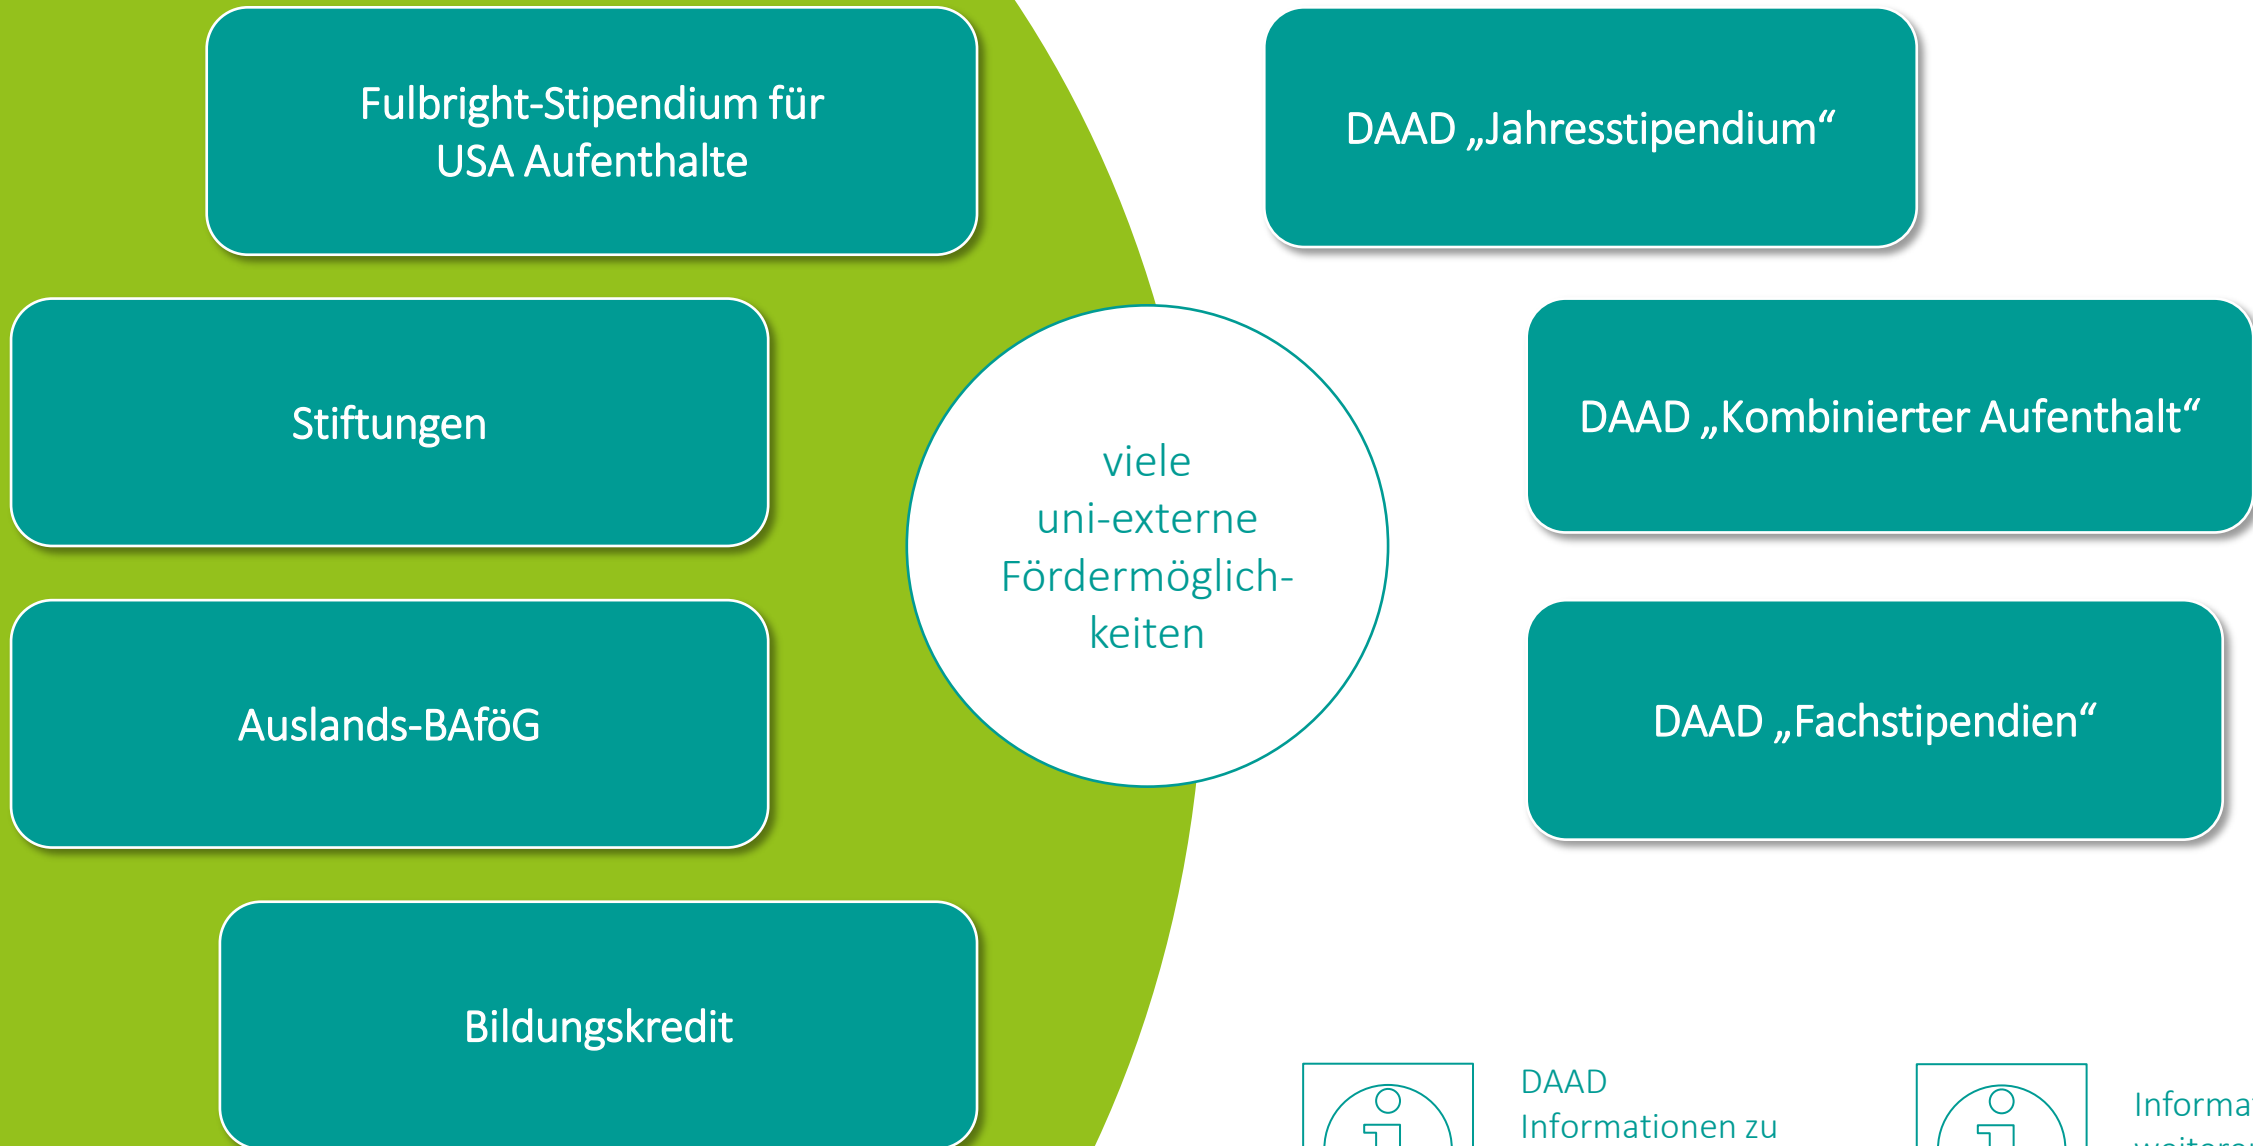 Fulbright-Stipendium für
USA Aufenthalte
Stiftungen
Auslands-BAföG
Bildungskredit
viele
uni-externe
Fördermöglich-
keiten
DAAD „Jahresstipendium“
DAAD „Kombinierter Aufenthalt“
DAAD „Fachstipendien“
DAAD
Informationen zu